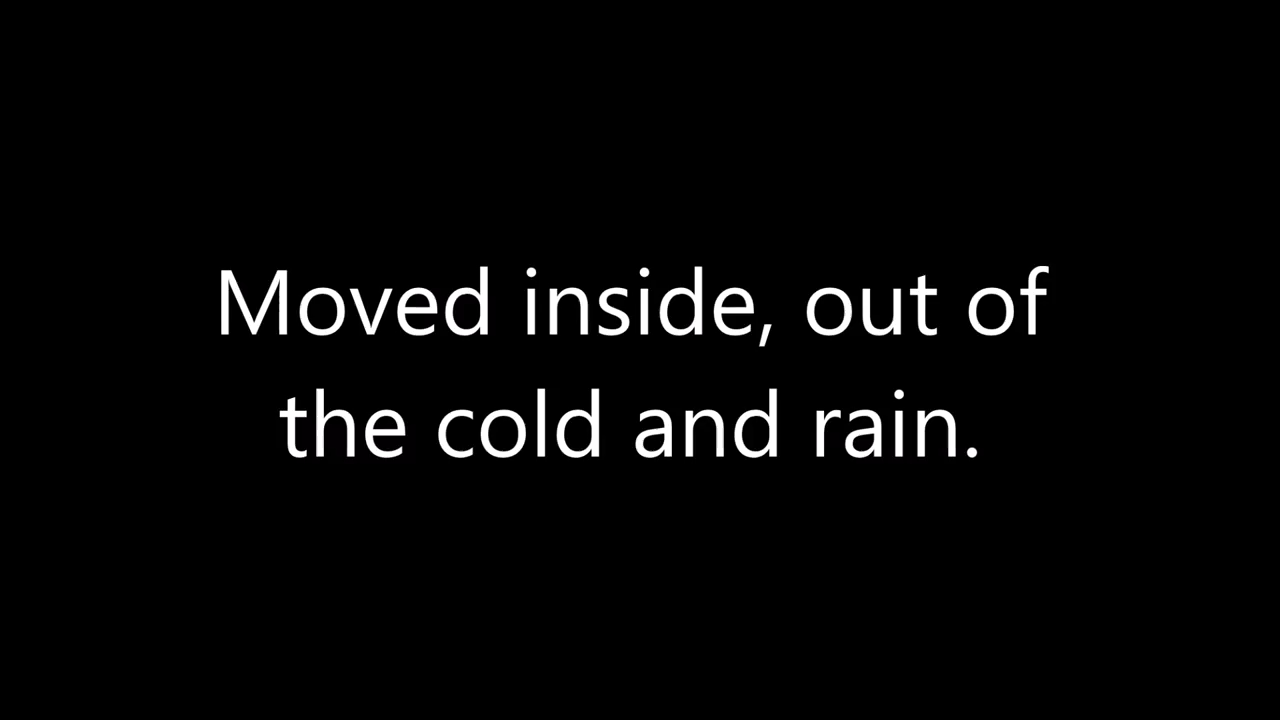 Moved inside, out of
the cold and rain.